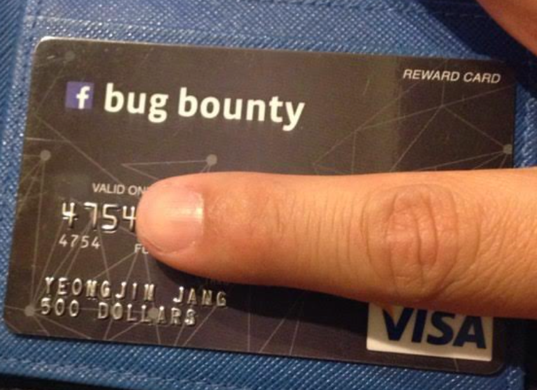 REWARD CARD
f bug bounty
VALID ON
4754
4754
YEONGJIN JANG
500 DOLLARS
VISA